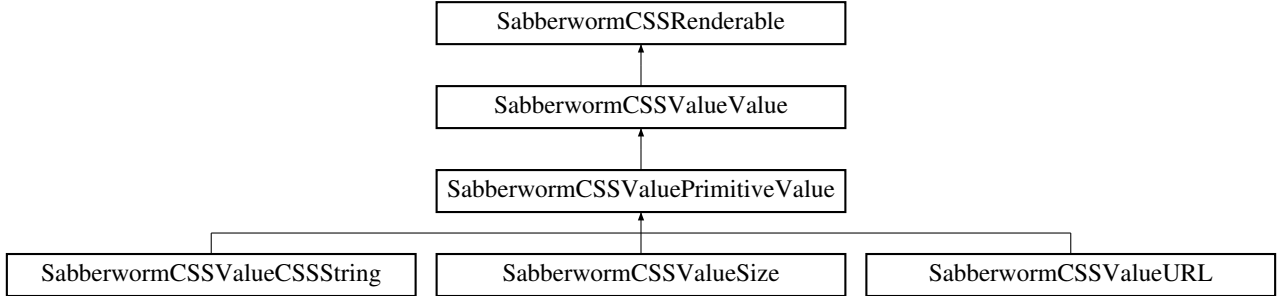 SabberwormCSSRenderable
SabberwormCSSValueValue
SabberwormCSSValuePrimitiveValue
SabberwormCSSValueCSSString
SabberwormCSSValueSize
SabberwormCSSValueURL